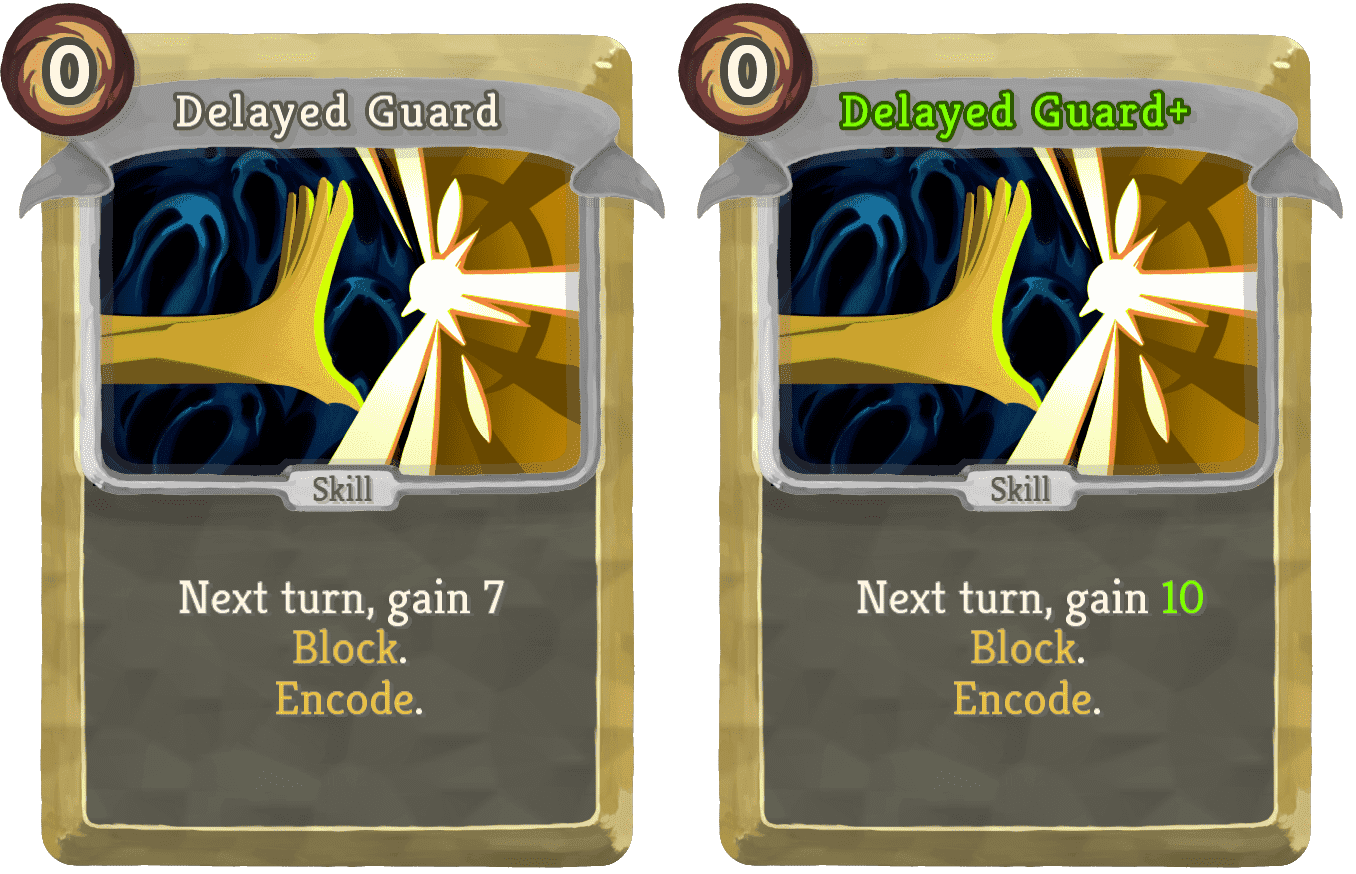 0
Delayed Guard
Skill
Next turn, gain 7
Block.
Encode.
0
Delayed Guard+
Skill
Next turn, gain 10
Block.
Encode.